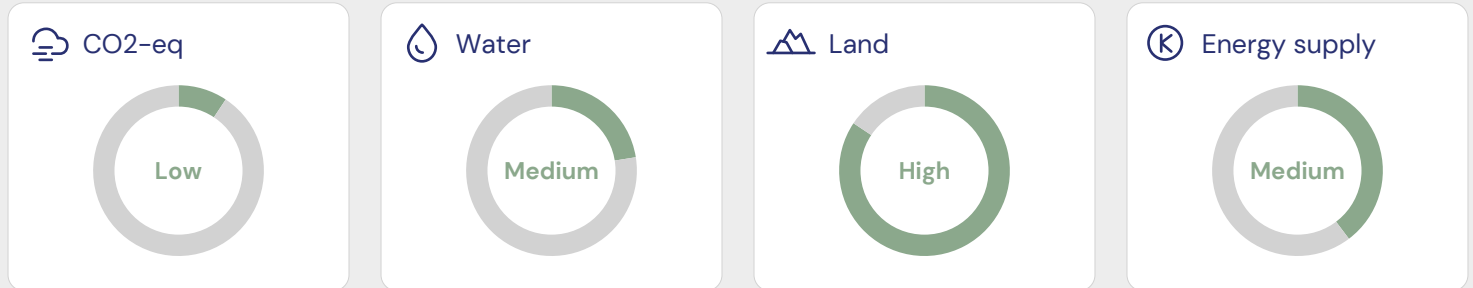 CO2-eq
Low
Water
Medium
Land
High
Energy supply
Medium